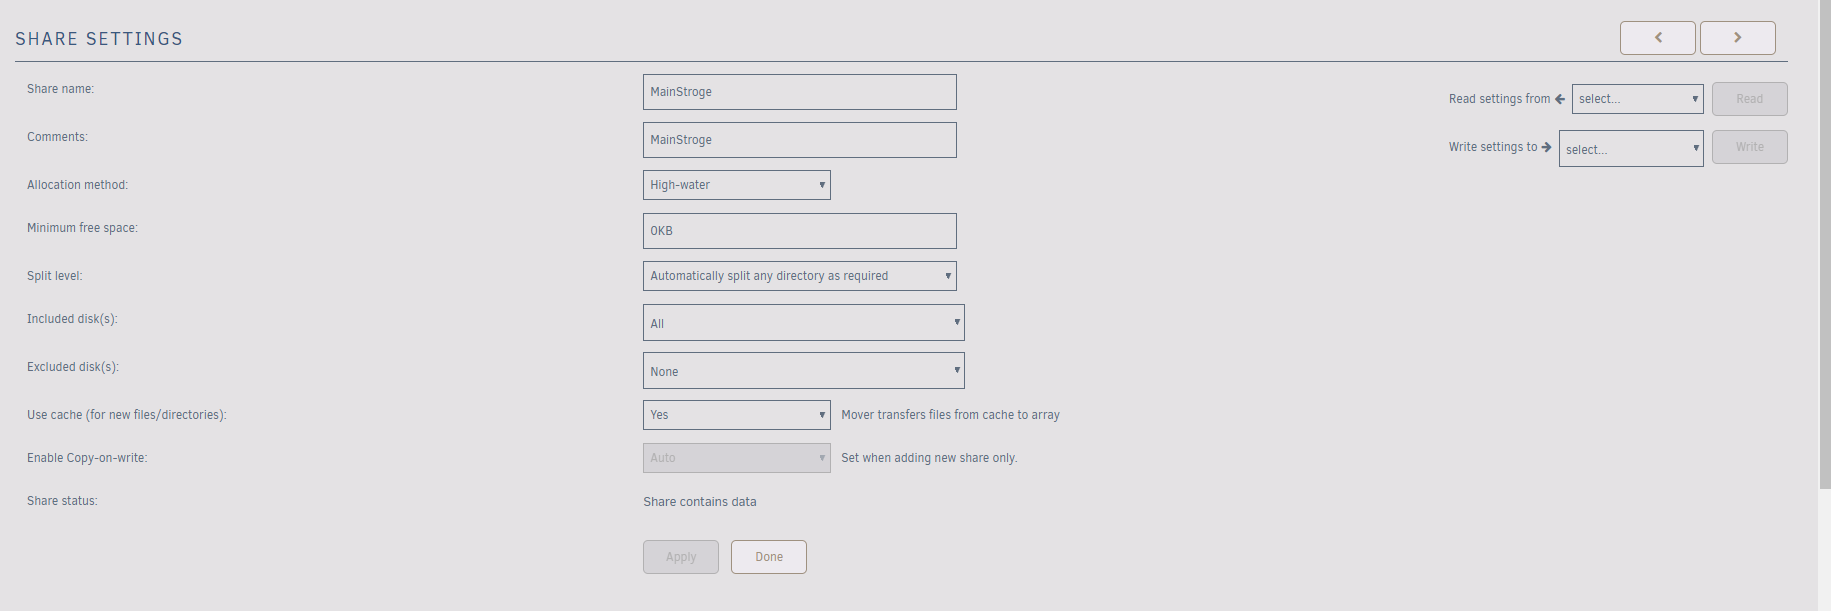 SHARE SETTINGS
Share name:
MainStroge
Read settings from
select...
Read
Comments:
MainStroge
Write settings to
select...
Write
Allocation method:
High-water
Minimum free space:
0KB
Split level:
Automatically split any directory as required
Included disk(s):
All
Excluded disk(s):
None
Use cache (for new files/directories):
Yes
Mover transfers files from cache to array
Enable Copy-on-write:
Auto
Set when adding new share only.
Share status:
Share contains data
Apply
Done